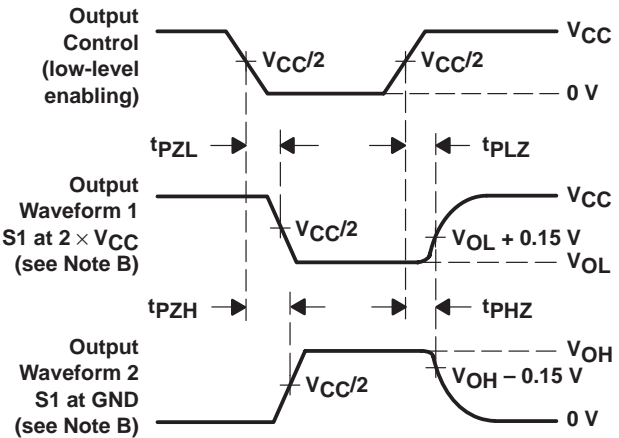 Output
Control
(low-level
enabling)
VCC/2
VCC/2
VCC
0 V
tPZL
tPLZ
Output
Waveform 1
S1 at 2 × VCC
(see Note B)
VCC/2
VCC
VOL + 0.15 V
VOL
tPZH
tPHZ
Output
Waveform 2
S1 at GND
(see Note B)
VCC/2
VOH
VOH – 0.15 V
0 V